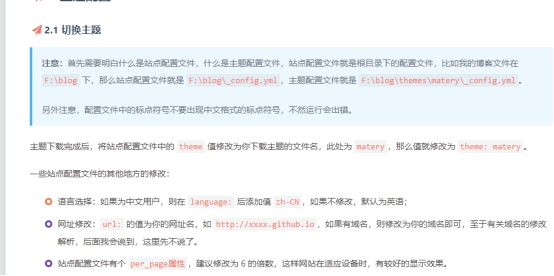 2.1 切换主题
注意：首先需要明白什么是站点配置文件，什么是主题配置文件，站点配置文件就是根目录下的配置文件，比如我的博客文件在
F:\blog 下，那么站点配置文件就是 F:\blog\_config.yml，主题配置文件就是 F:\blog\themes\matery\_config.yml。
另外注意，配置文件中的标点符号不要出现中文格式的标点符号，不然运行会出错。
主题下载完成后，将站点配置文件中的 theme 值修改为你下载主题的文件名，此处为 matery，那么值就修改为 theme: matery。
一些站点配置文件的其他地方的修改：
语言选择：如果为中文用户，则在 language: 后添加值 zh-CN，如果不修改，默认为英语；
网址修改：url: 的值为你的网址名，如 http://xxxx.github.io，如果有域名，则修改为你的域名即可，至于有关域名的修改
解析，后面我会说到，这里先不说了。
站点配置文件有个 per_page属性，建议修改为 6 的倍数，这样网站在适应设备时，有较好的显示效果。